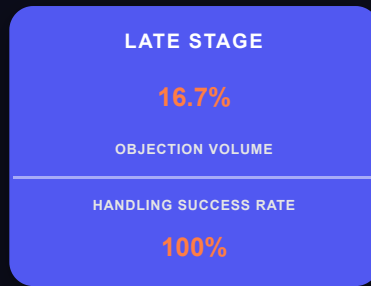 LATE STAGE
16.7%
OBJECTION VOLUME
HANDLING SUCCESS RATE
100%